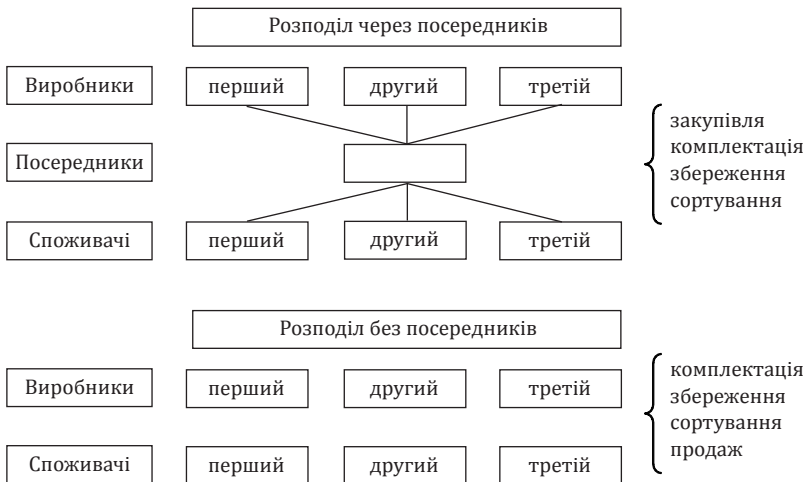 Розподіл через посередників
Виробники перший другий третій
закупівля
комплектація
Посередники
збереження
сортування
Споживачі перший другий третій
Розподіл без посередників
Виробники перший другий третій
комплектація
збереження
сортування
продаж
Споживачі перший другий третій